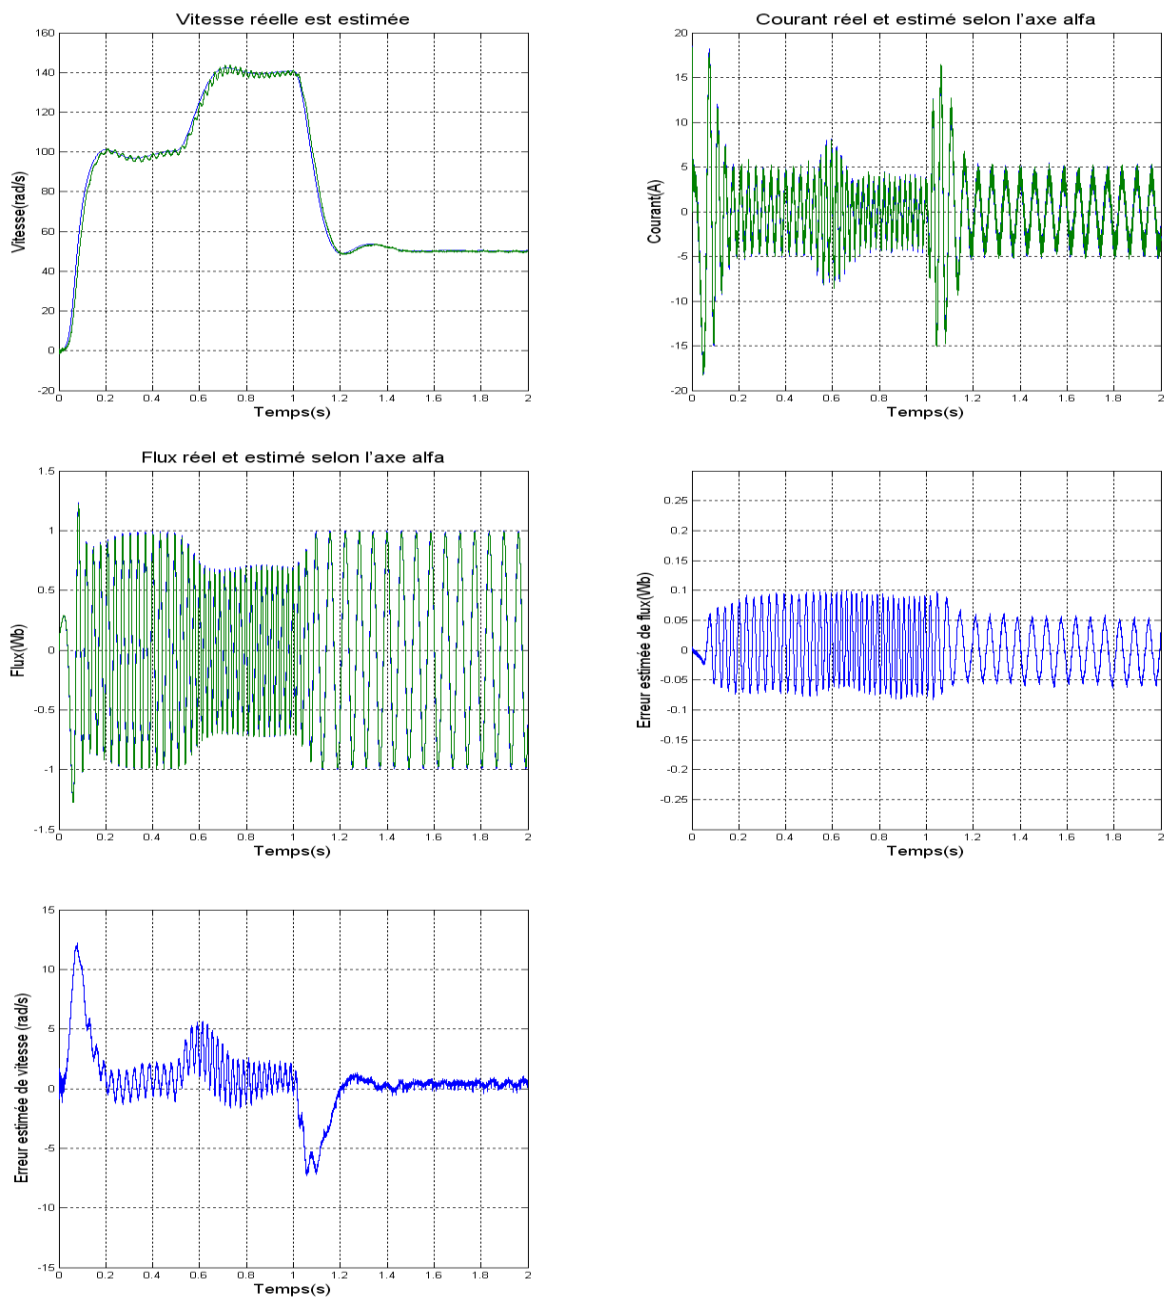 Vitesse réelle est estimée
160
140
120
100
80
60
40
20
0
-20
Vitesse(rad/s)
0 0.2 0.4 0.6 0.8 1 1.2 1.4 1.6 1.8 2
Temps(s)
Courant réel et estimé selon l'axe alfa
20
15
10
5
0
-5
-10
-15
-20
Courant(A)
0 0.2 0.4 0.6 0.8 1 1.2 1.4 1.6 1.8 2
Temps(s)
Flux réel et estimé selon l'axe alfa
1.5
1
0.5
0
-0.5
-1
-1.5
Flux(Wb)
0 0.2 0.4 0.6 0.8 1 1.2 1.4 1.6 1.8 2
Temps(s)
0.25
0.2
0.15
0.1
0.05
0
-0.05
-0.1
-0.15
-0.2
-0.25
Erreur estimée de flux(Wb)
0 0.2 0.4 0.6 0.8 1 1.2 1.4 1.6 1.8 2
Temps(s)
15
10
5
0
-5
-10
-15
Erreur estimée de vitesse (rad/s)
0 0.2 0.4 0.6 0.8 1 1.2 1.4 1.6 1.8 2
Temps(s)